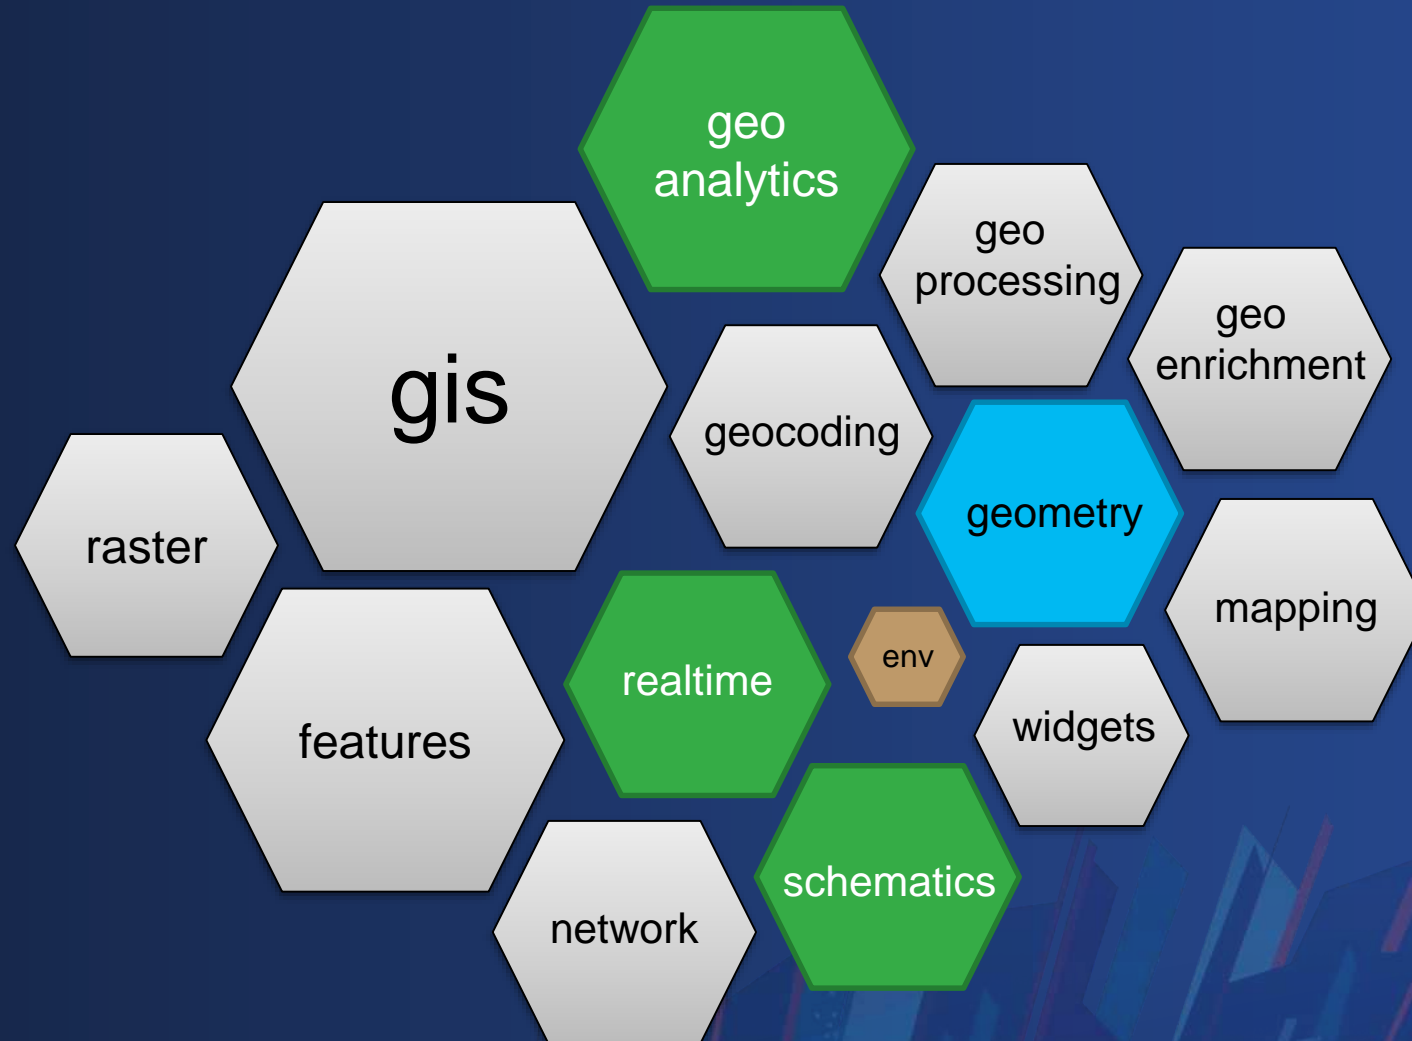 geo
analytics
geo
processing
geo
enrichment
gis
geocoding
geometry
raster
mapping
env
realtime
widgets
features
schematics
network